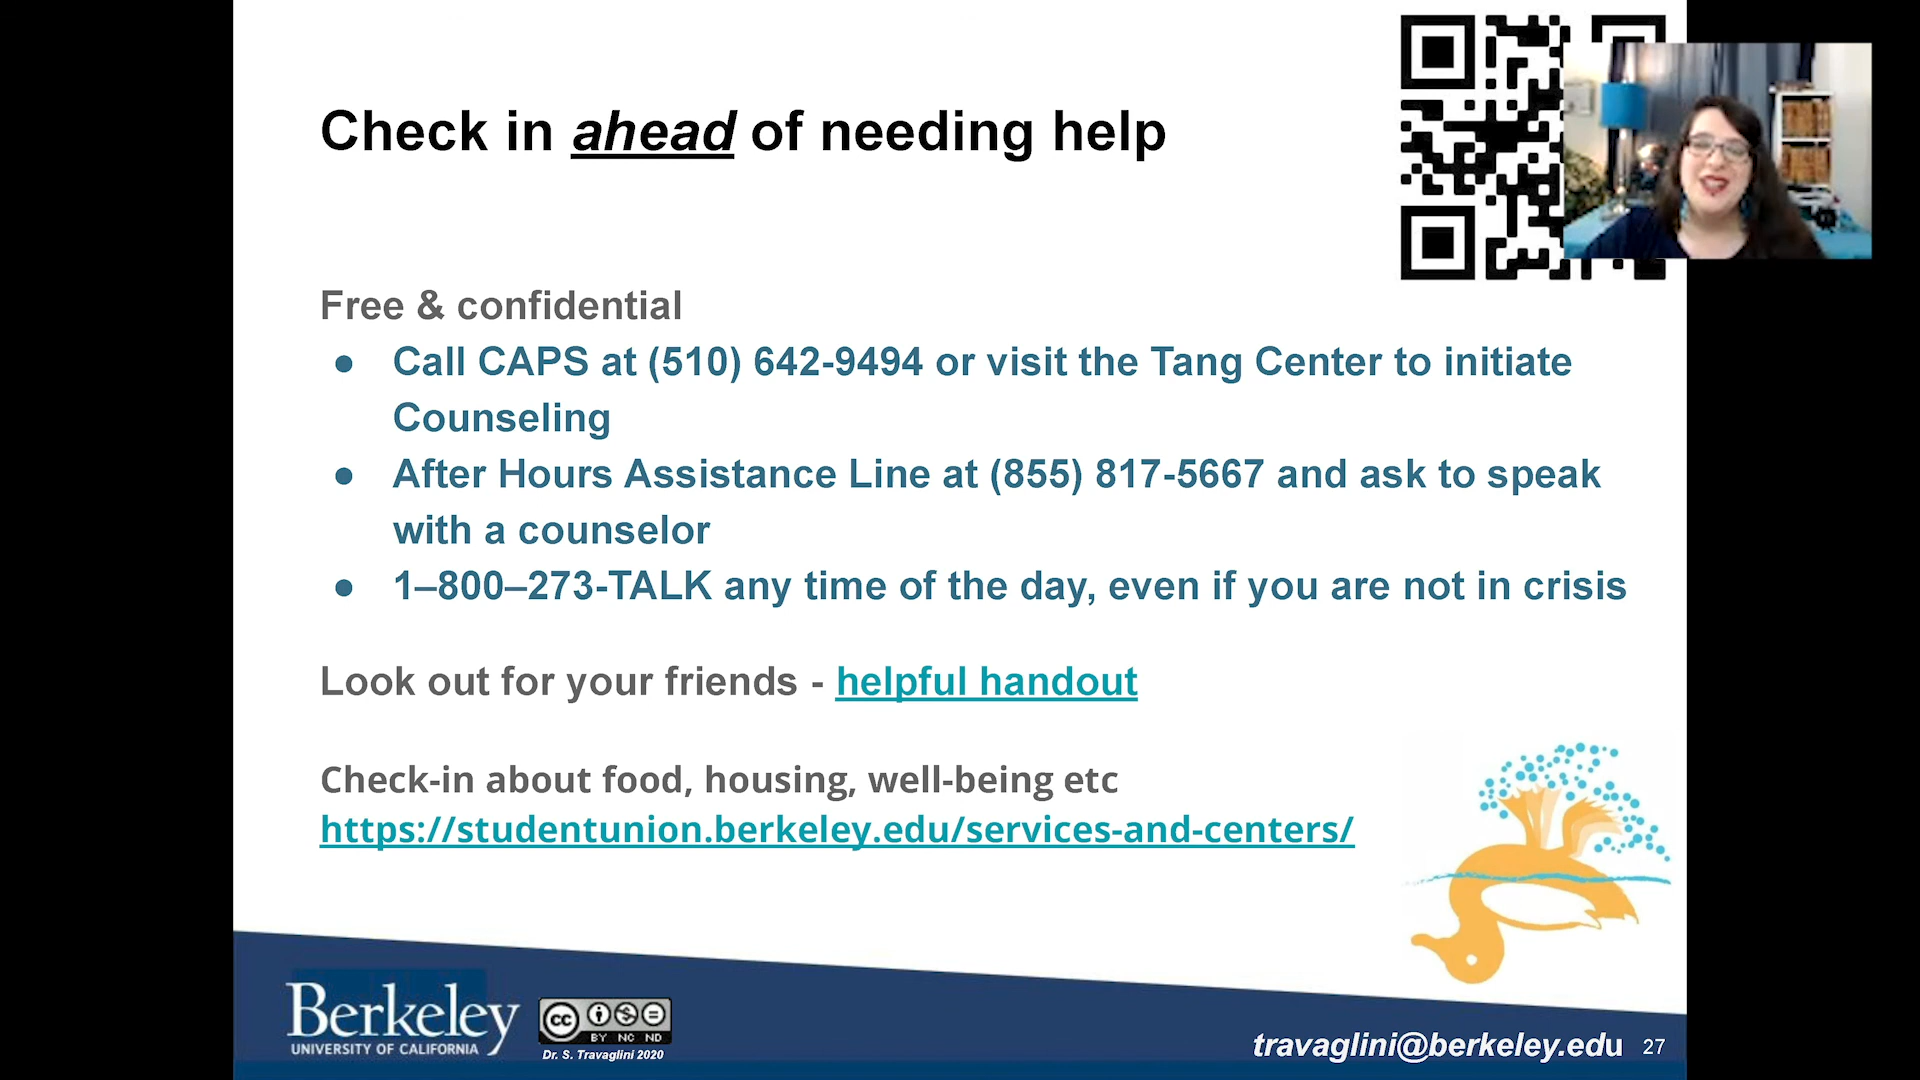 Check in ahead of needing help
Free & confidential
● Call CAPS at (510) 642-9494 or visit the Tang Center to initiate
Counseling
● After Hours Assistance Line at (855) 817-5667 and ask to speak
with a counselor
● 1–800–273-TALK any time of the day, even if you are not in crisis
Look out for your friends - helpful handout
Check-in about food, housing, well-being etc
https://studentunion.berkeley.edu/services-and-centers/
Berkeley
UNIVERSITY OF CALIFORNIA
cc
BY NC ND
Dr. S. Travaglini 2020
travaglini@berkeley.edu 27